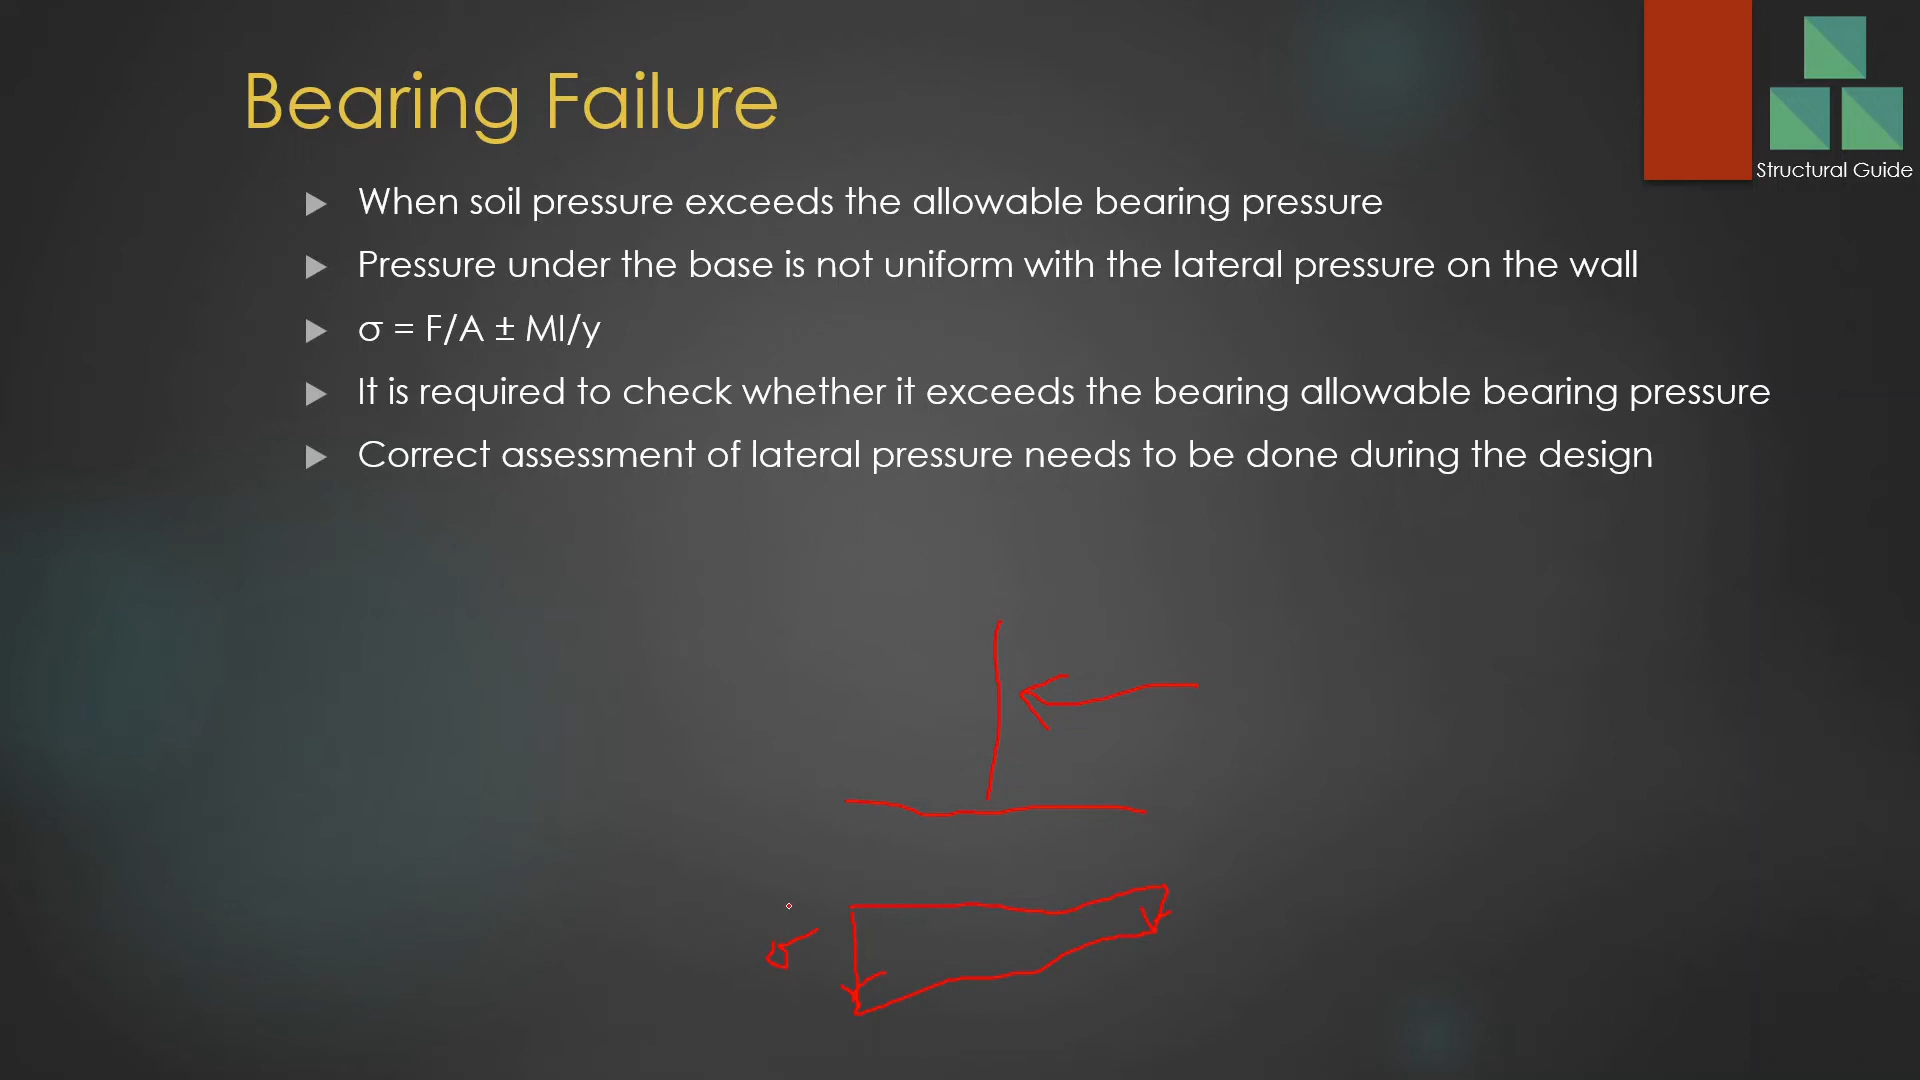 Bearing Failure
Structural Guide
When soil pressure exceeds the allowable bearing pressure
Pressure under the base is not uniform with the lateral pressure on the wall
σ = F/A ± MI/y
It is required to check whether it exceeds the bearing allowable bearing pressure
Correct assessment of lateral pressure needs to be done during the design